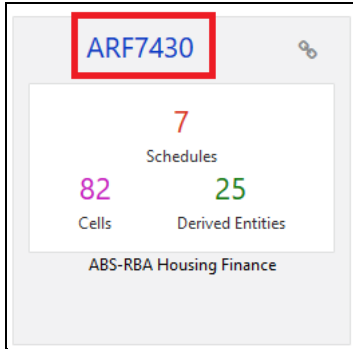 ARF7430
7
Schedules
82 25
Cells Derived Entities
ABS-RBA Housing Finance